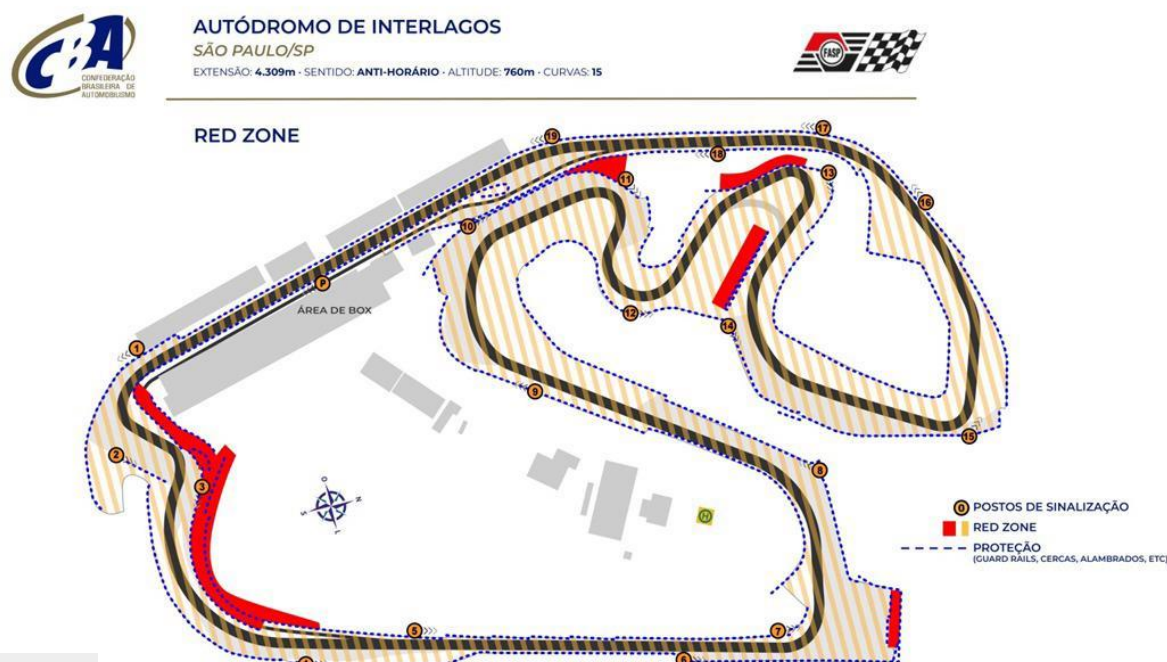 CBA
CONFEDERAÇÃO
BRASILEIRA DE
AUTOMOBILISMO
AUTÓDROMO DE INTERLAGOS
SÃO PAULO/SP
EXTENSÃO: 4.309m · SENTIDO: ANTI-HORÁRIO · ALTITUDE: 760m · CURVAS: 15
FASP
RED ZONE
19
17
18
11
13
16
10
P
ÁREA DE BOX
12
14
1
9
15
2
8
3
O
N
S
L
H
0 POSTOS DE SINALIZAÇÃO
RED ZONE
PROTEÇÃO
(GUARD RAILS, CERCAS, ALAMBRADOS, ETC)
5
7
6